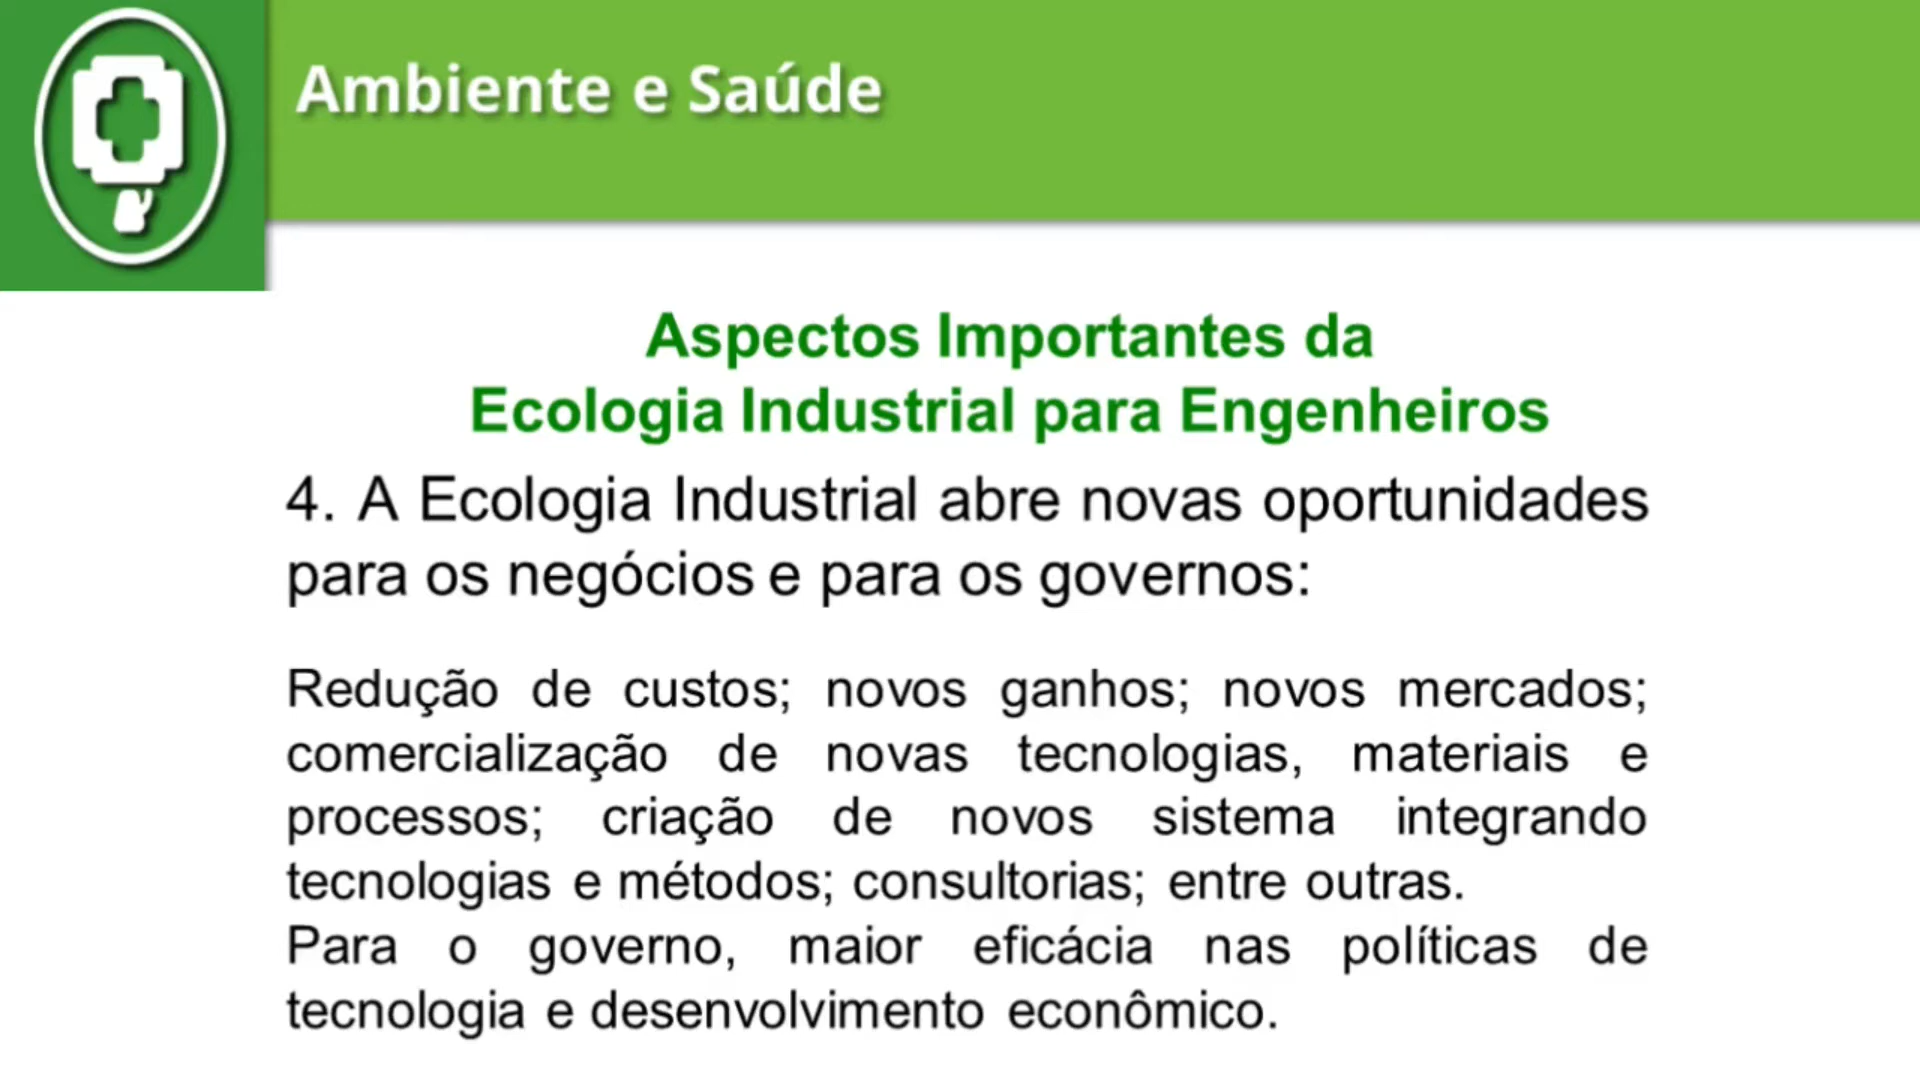 Ambiente e Saúde
Aspectos Importantes da
Ecologia Industrial para Engenheiros
4. A Ecologia Industrial abre novas oportunidades
para os negócios e para os governos:
Redução de custos; novos ganhos; novos mercados;
comercialização de novas tecnologias, materiais e
processos; criação de novos sistema integrando
tecnologias e métodos; consultorias; entre outras.
Para o governo, maior eficácia nas políticas de
tecnologia e desenvolvimento econômico.